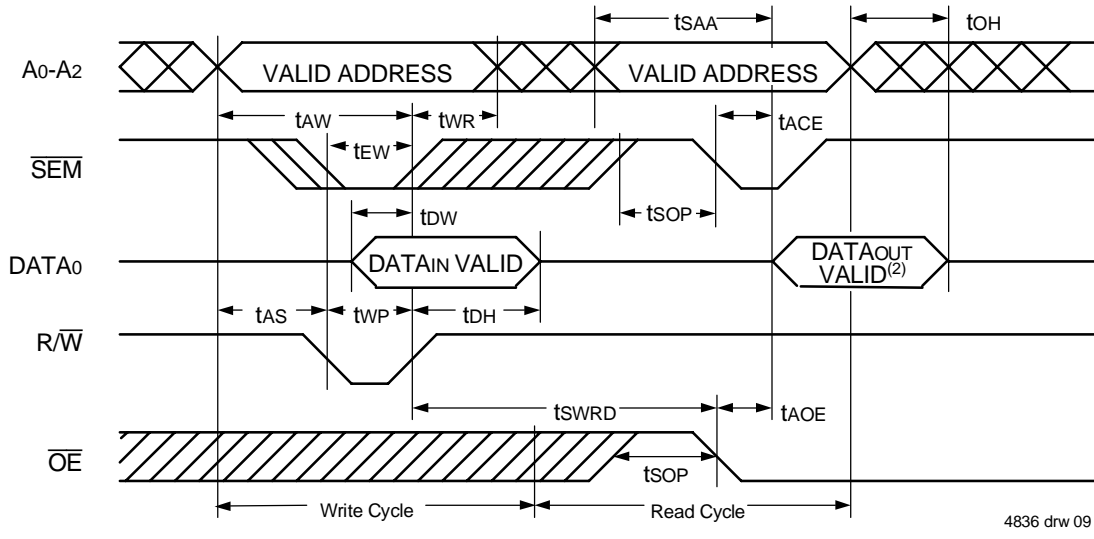 tSAA
tOH
A0-A2
VALID ADDRESS
VALID ADDRESS
tAW
tWR
tACE
tEW
SEM
tSOP
tDW
DATA0
DATAIN VALID
DATAOUT
VALID(2)
tAS
tWP
tDH
R/W
tSWRD
tAOE
OE
tSOP
Write Cycle
Read Cycle
4836 drw 09